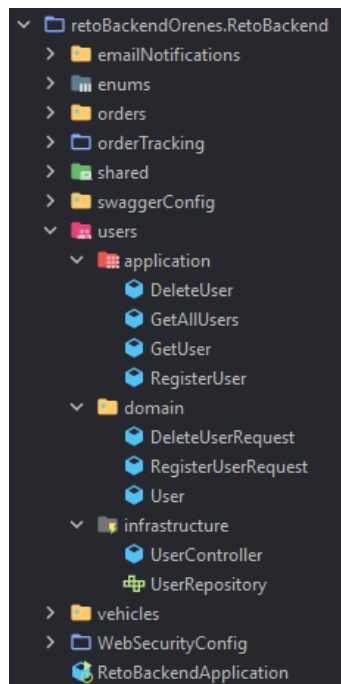 retoBackendOrenes.RetoBackend
emailNotifications
enums
orders
orderTracking
shared
swaggerConfig
users
application
DeleteUser
GetAllUsers
GetUser
RegisterUser
domain
DeleteUserRequest
RegisterUserRequest
User
infrastructure
UserController
UserRepository
vehicles
WebSecurityConfig
RetoBackendApplication